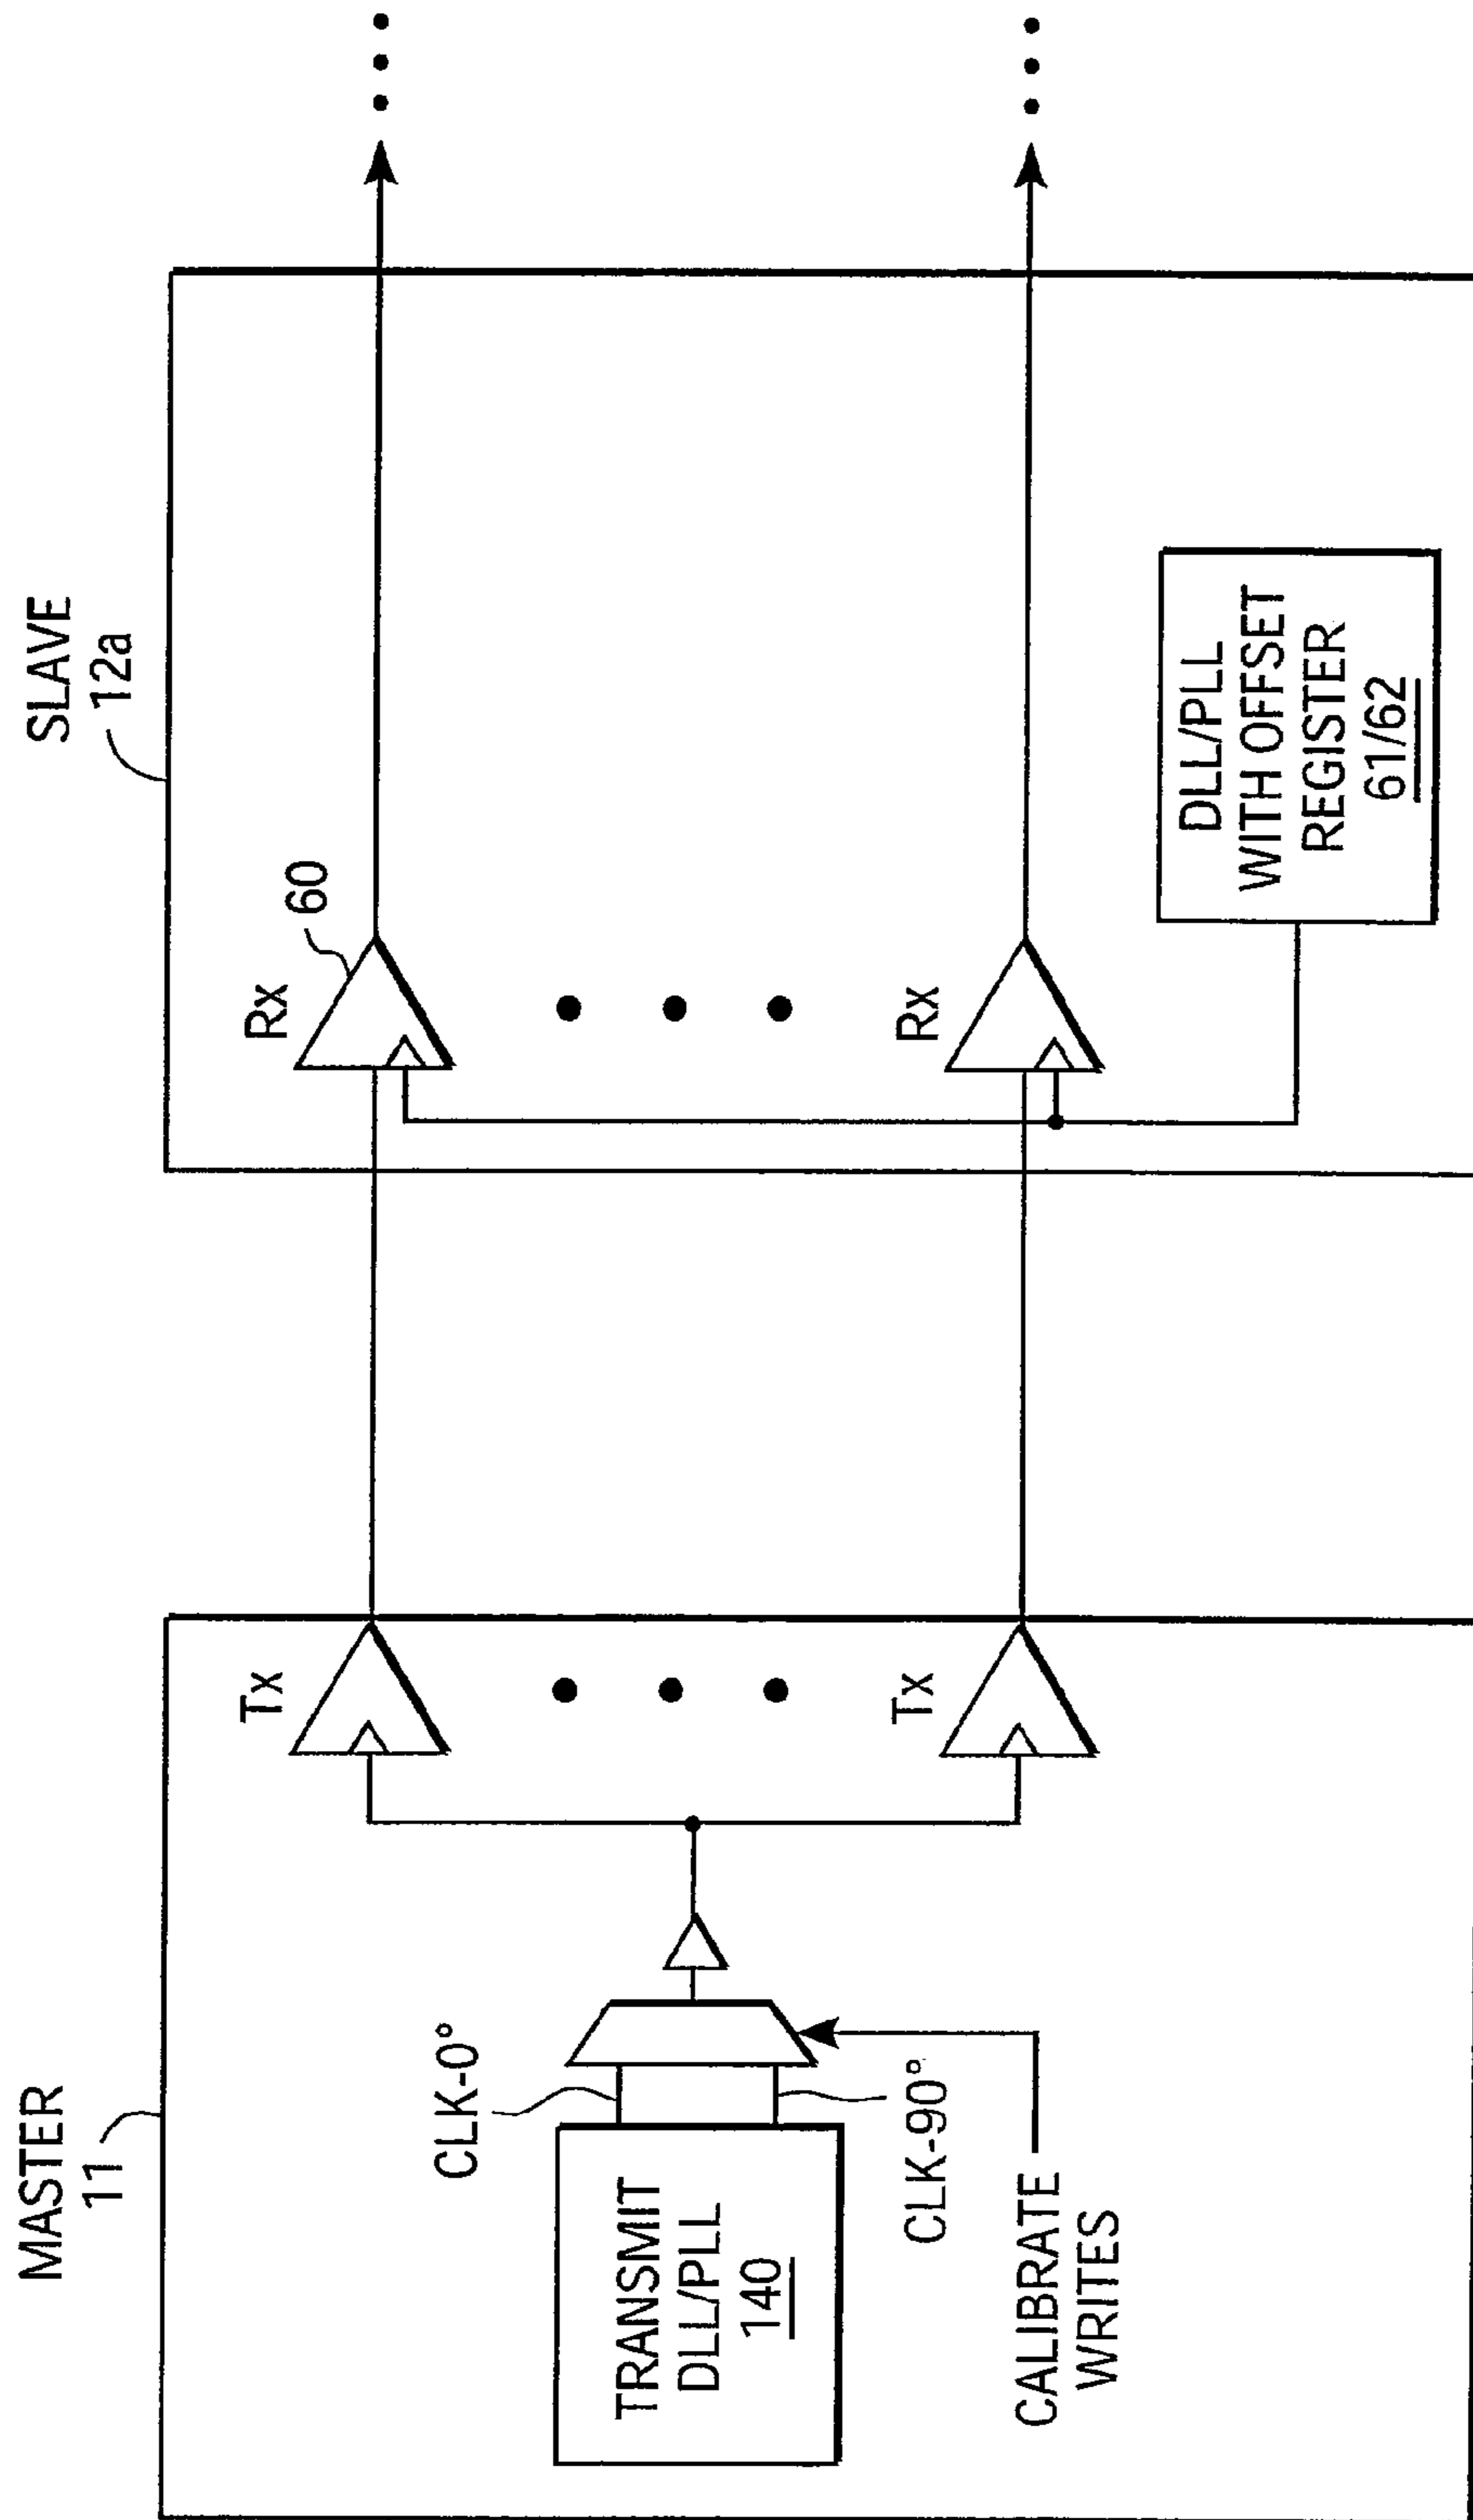 MASTER
11
TRANSMIT
DLL/PLL
140
CLK-0°
CLK-90°
CALIBRATE
WRITES
Tx
Tx
SLAVE
12a
Rx
60
Rx
DLL/PLL
WITH OFFSET
REGISTER
61/62